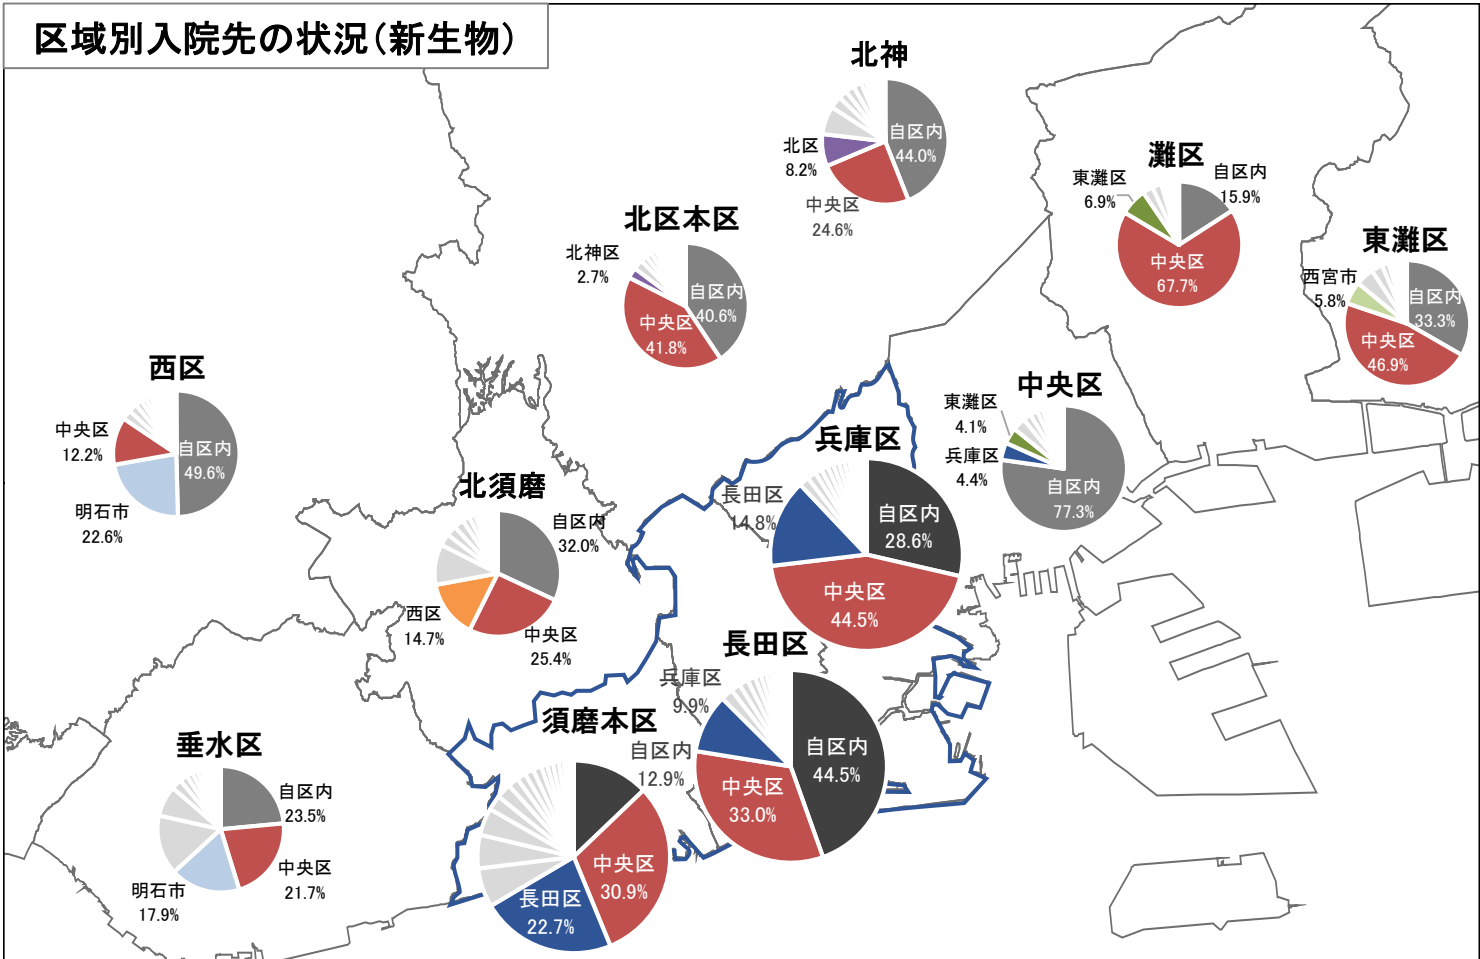 区域別入院先の状況(新生物)
北神
自区内
44.0%
中央区
24.6%
北区
8.2%
灘区
自区内
15.9%
中央区
67.7%
東灘区
6.9%
北区本区
自区内
40.6%
中央区
41.8%
北神区
2.7%
東灘区
自区内
33.3%
中央区
46.9%
西宮市
5.8%
西区
自区内
49.6%
明石市
22.6%
中央区
12.2%
中央区
自区内
77.3%
兵庫区
4.4%
東灘区
4.1%
兵庫区
自区内
28.6%
中央区
44.5%
長田区
14.8%
北須磨
自区内
32.0%
中央区
25.4%
西区
14.7%
長田区
自区内
44.5%
中央区
33.0%
兵庫区
9.9%
須磨本区
自区内
12.9%
中央区
30.9%
長田区
22.7%
垂水区
自区内
23.5%
中央区
21.7%
明石市
17.9%